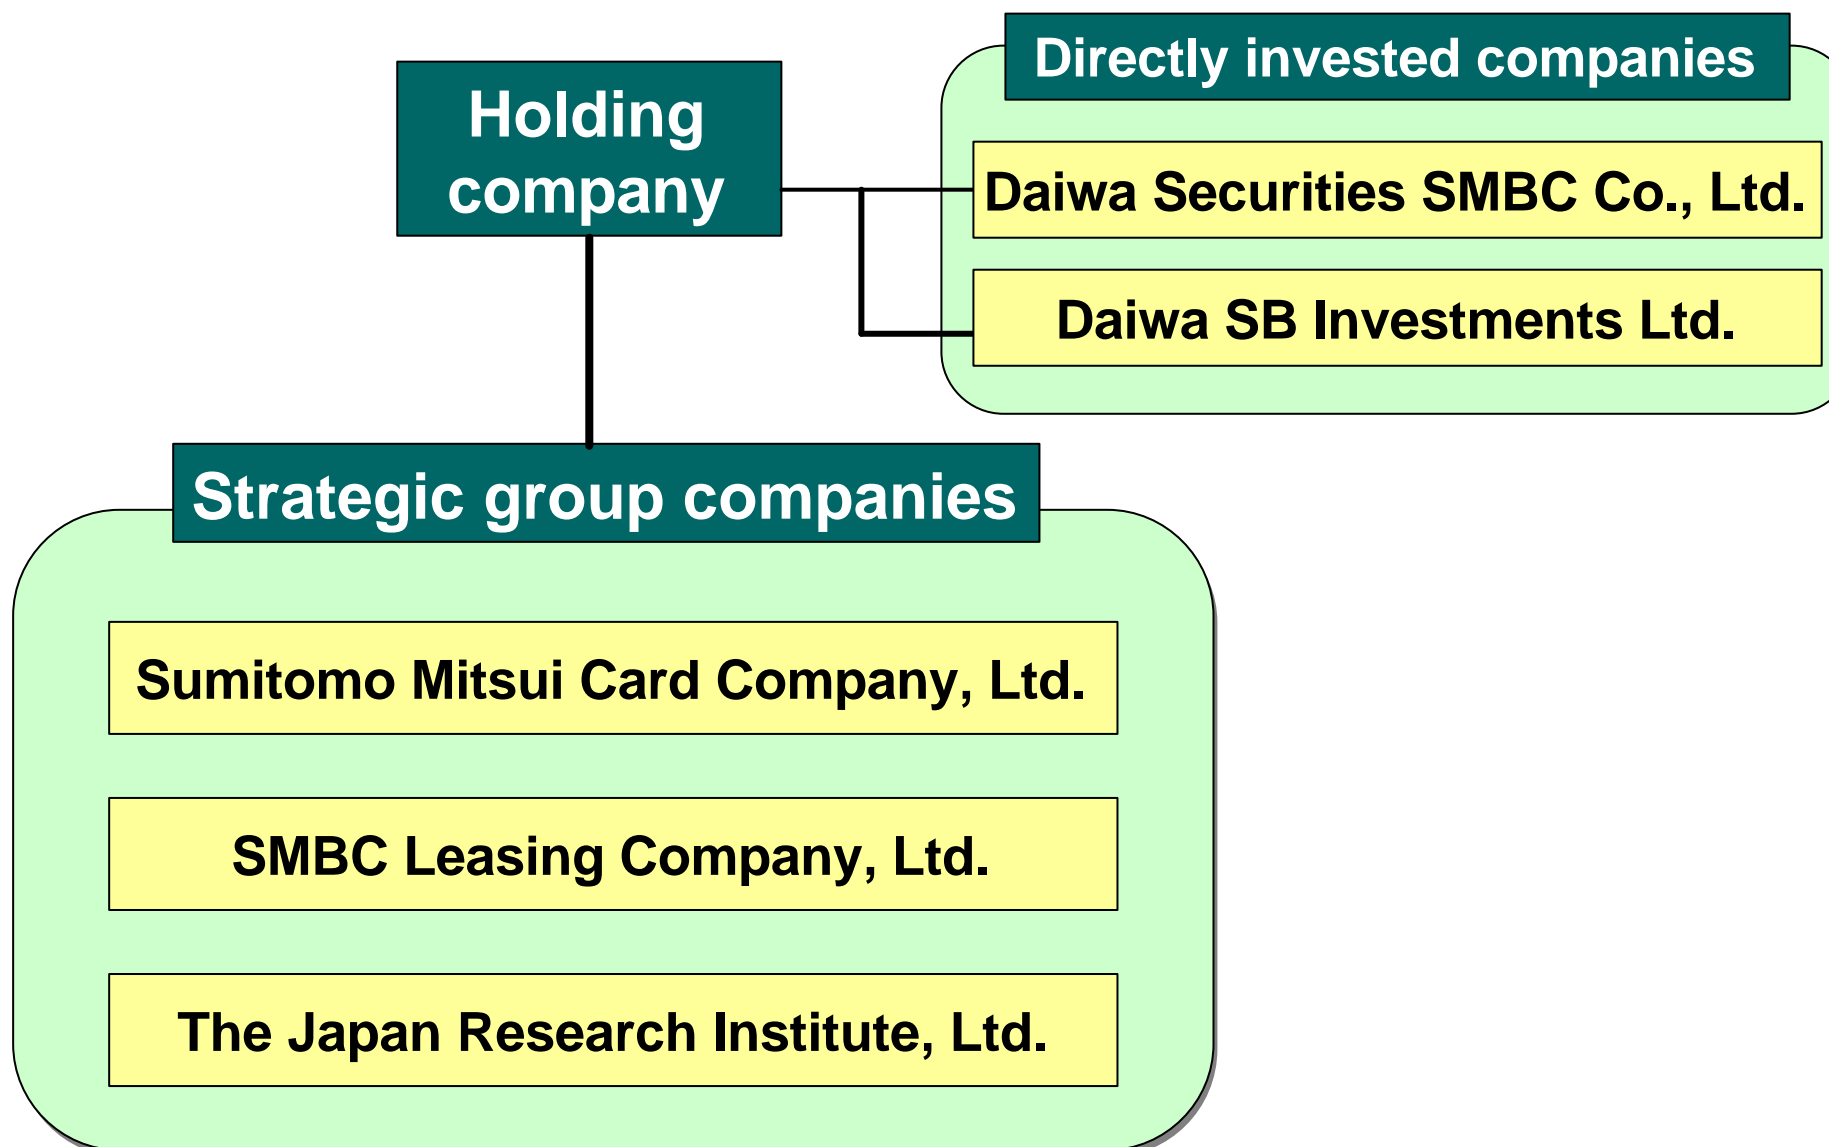 Holding
company
Directly invested companies
Daiwa Securities SMBC Co., Ltd.
Daiwa SB Investments Ltd.
Strategic group companies
Sumitomo Mitsui Card Company, Ltd.
SMBC Leasing Company, Ltd.
The Japan Research Institute, Ltd.